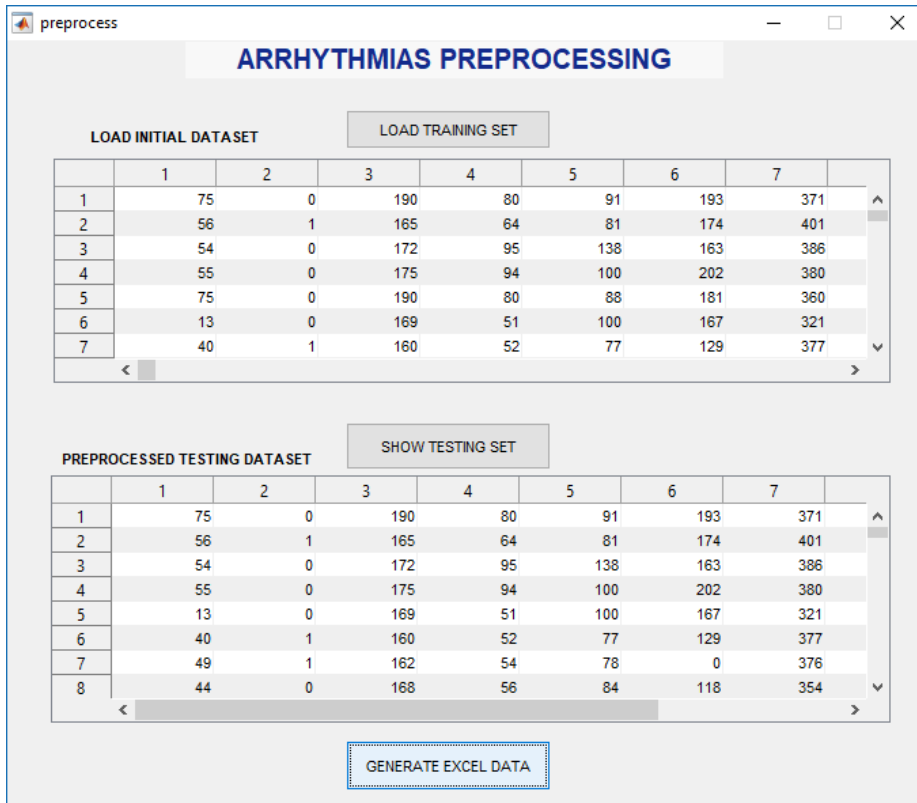 preprocess
ARRHYTHMIAS PREPROCESSING
LOAD INITIAL DATASET
LOAD TRAINING SET
1 2 3 4 5 6 7
1 75 0 190 80 91 193 371
2 56 1 165 64 81 174 401
3 54 0 172 95 138 163 386
4 55 0 175 94 100 202 380
5 75 0 190 80 88 181 360
6 13 0 169 51 100 167 321
7 40 1 160 52 77 129 377
SHOW TESTING SET
PREPROCESSED TESTING DATASET
1 2 3 4 5 6 7
1 75 0 190 80 91 193 371
2 56 1 165 64 81 174 401
3 54 0 172 95 138 163 386
4 55 0 175 94 100 202 380
5 13 0 169 51 100 167 321
6 40 1 160 52 77 129 377
7 49 1 162 54 78 0 376
8 44 0 168 56 84 118 354
GENERATE EXCEL DATA